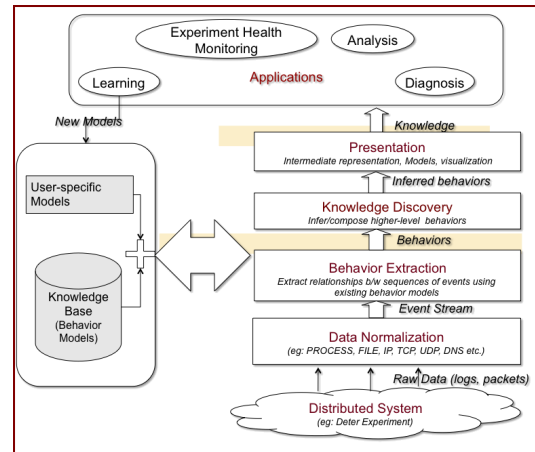 Experiment Health
Monitoring
Analysis
Learning
Applications
Diagnosis
New Models
Knowledge
Presentation
Intermediate representation, Models, visualization
Inferred behaviors
User-specific
Models
Knowledge Discovery
Infer/compose higher-level behaviors
Behaviors
Behavior Extraction
Extract relationships b/w sequences of events using
existing behavior models
Knowledge
Base
(Behavior
Models)
Event Stream
Data Normalization
(eg: PROCESS, FILE, IP, TCP, UDP, DNS etc.)
Raw Data (logs, packets)
Distributed System
(eg: Deter Experiment)